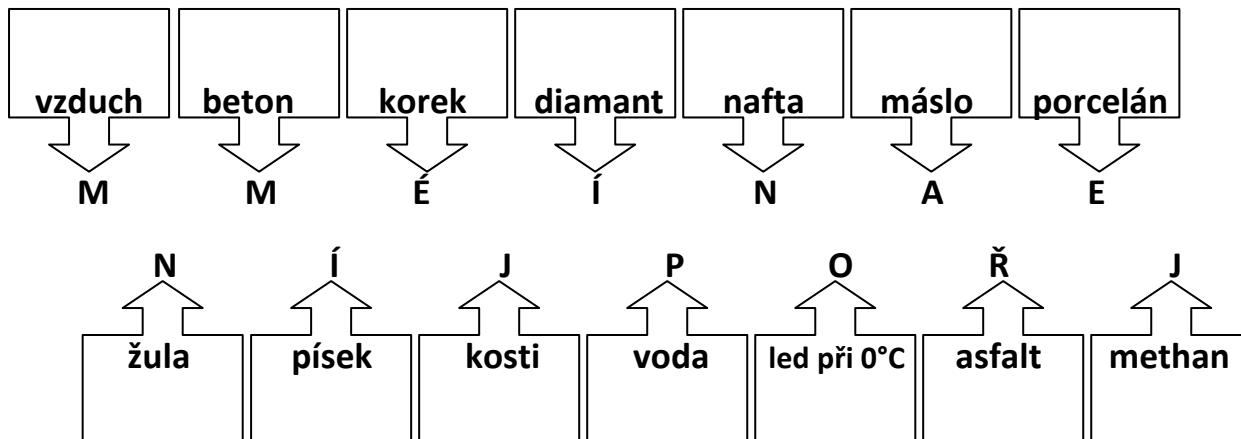 vzduch beton korek diamant nafta máslo porcelán
M M É Í N A E
N Í J P O Ř J
žula písek kosti voda led při 0°C asfalt methan